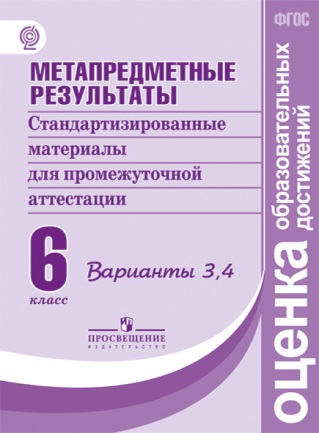 ФГОС
МЕТАПРЕДМЕТНЫЕ
РЕЗУЛЬТАТЫ
Стандартизированные
материалы
для промежуточной
аттестации
6
класс
Варианты 3,4
ПРОСВЕЩЕНИЕ
ИЗДАТЕЛЬСТВО
оценка
образовательных
достижений